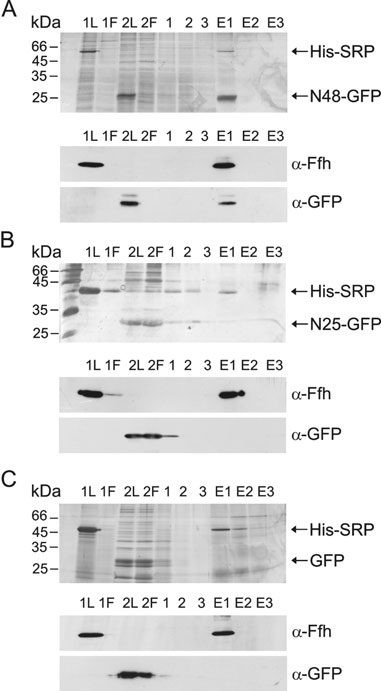 A
kDa 1L 1F 2L 2F 1 2 3 E1 E2 E3
66
45
35
25
His-SRP
N48-GFP
1L 1F 2L 2F 1 2 3 E1 E2 E3
α-Ffh
α-GFP
B
kDa 1L 1F 2L 2F 1 2 3 E1 E2 E3
66
45
35
25
His-SRP
N25-GFP
1L 1F 2L 2F 1 2 3 E1 E2 E3
α-Ffh
α-GFP
C
kDa 1L 1F 2L 2F 1 2 3 E1 E2 E3
66
45
35
25
His-SRP
GFP
1L 1F 2L 2F 1 2 3 E1 E2 E3
α-Ffh
α-GFP